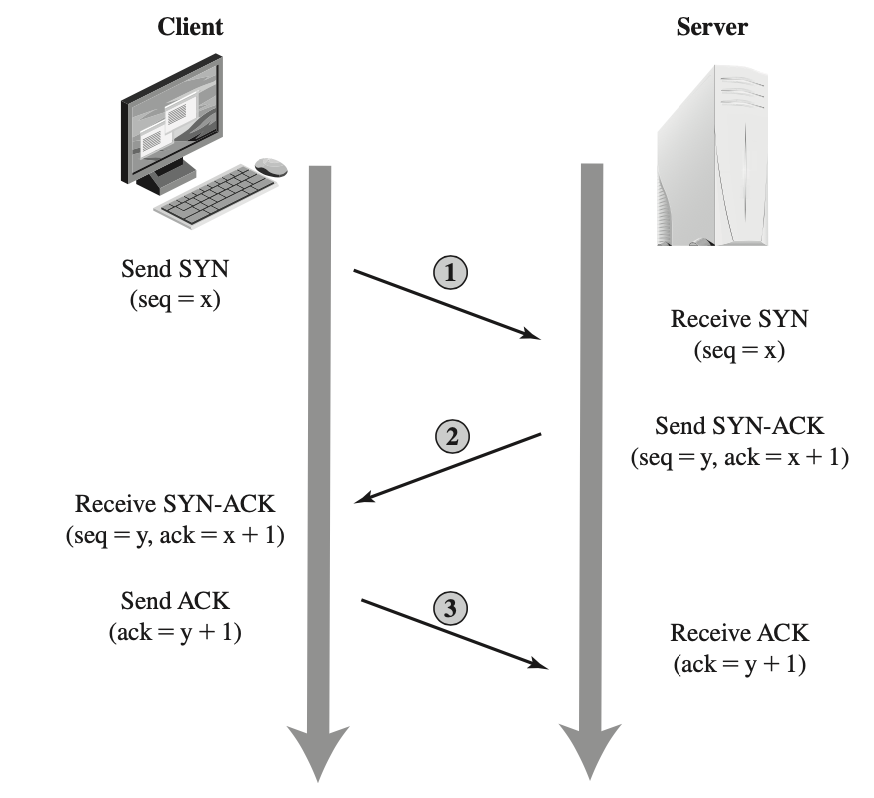 Client
Server
Send SYN
(seq = x)
1
Receive SYN
(seq = x)
2
Send SYN-ACK
(seq = y, ack = x + 1)
Receive SYN-ACK
(seq = y, ack = x + 1)
Send ACK
(ack = y + 1)
3
Receive ACK
(ack = y + 1)